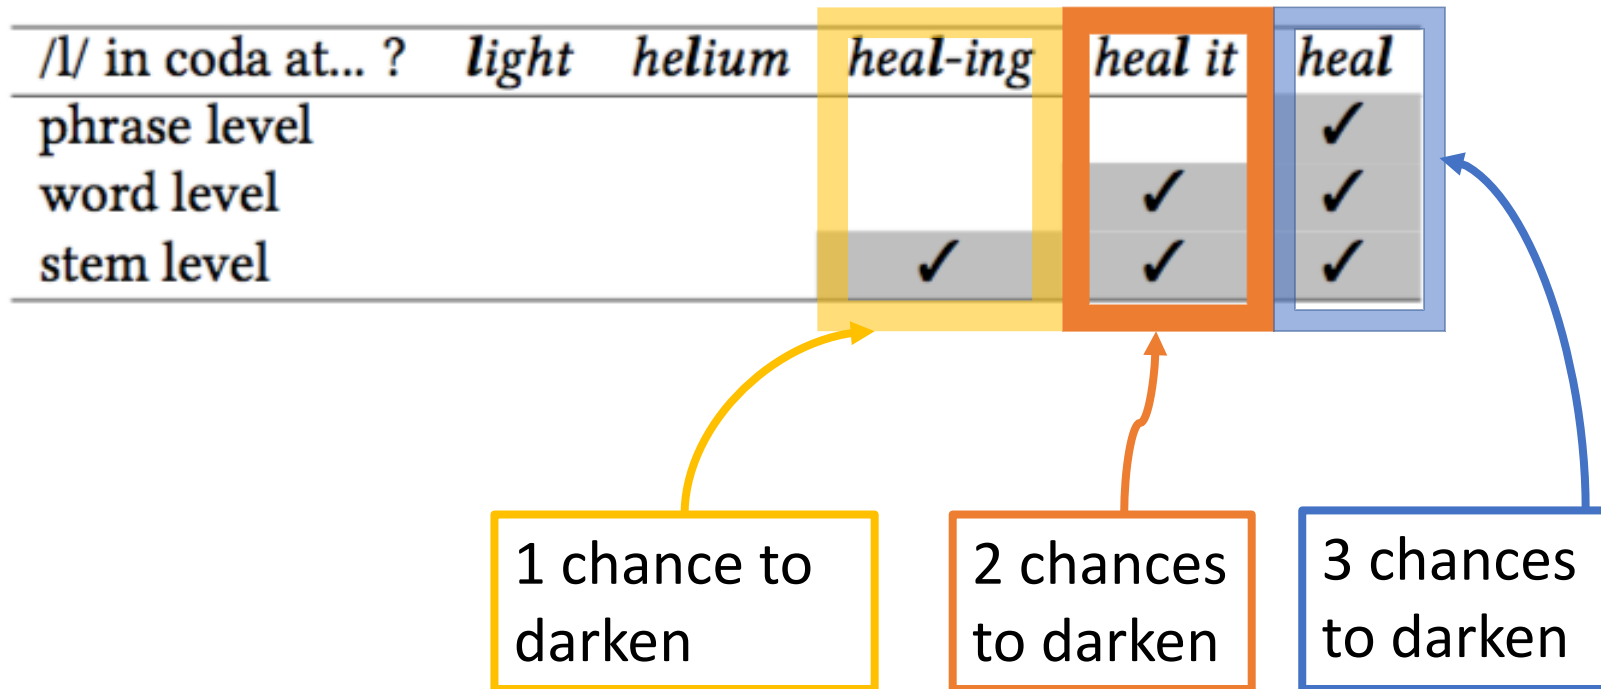 /l/ in coda at... ? light helium heal-ing heal it heal
phrase level ✓
word level ✓ ✓
stem level ✓ ✓ ✓
1 chance to
darken
2 chances
to darken
3 chances
to darken